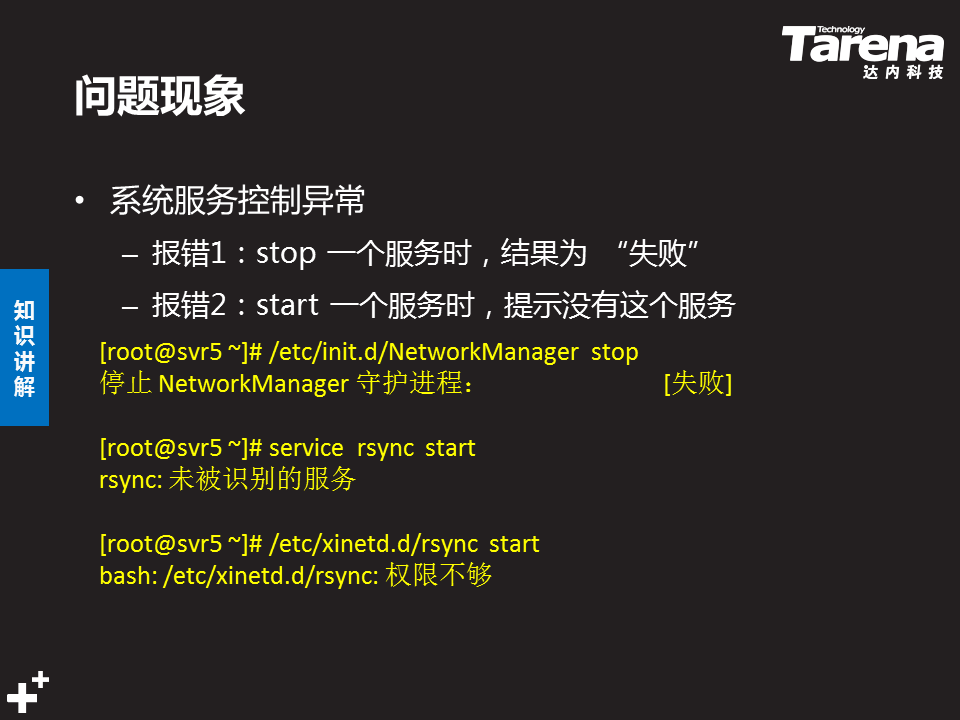 Technology
Tarena
达内科技
问题现象
• 系统服务控制异常
– 报错1：stop 一个服务时，结果为 “失败”
– 报错2：start 一个服务时，提示没有这个服务
知识讲解
[root@svr5 ~]# /etc/init.d/NetworkManager stop
停止 NetworkManager 守护进程： [失败]
[root@svr5 ~]# service rsync start
rsync: 未被识别的服务
[root@svr5 ~]# /etc/xinetd.d/rsync start
bash: /etc/xinetd.d/rsync: 权限不够